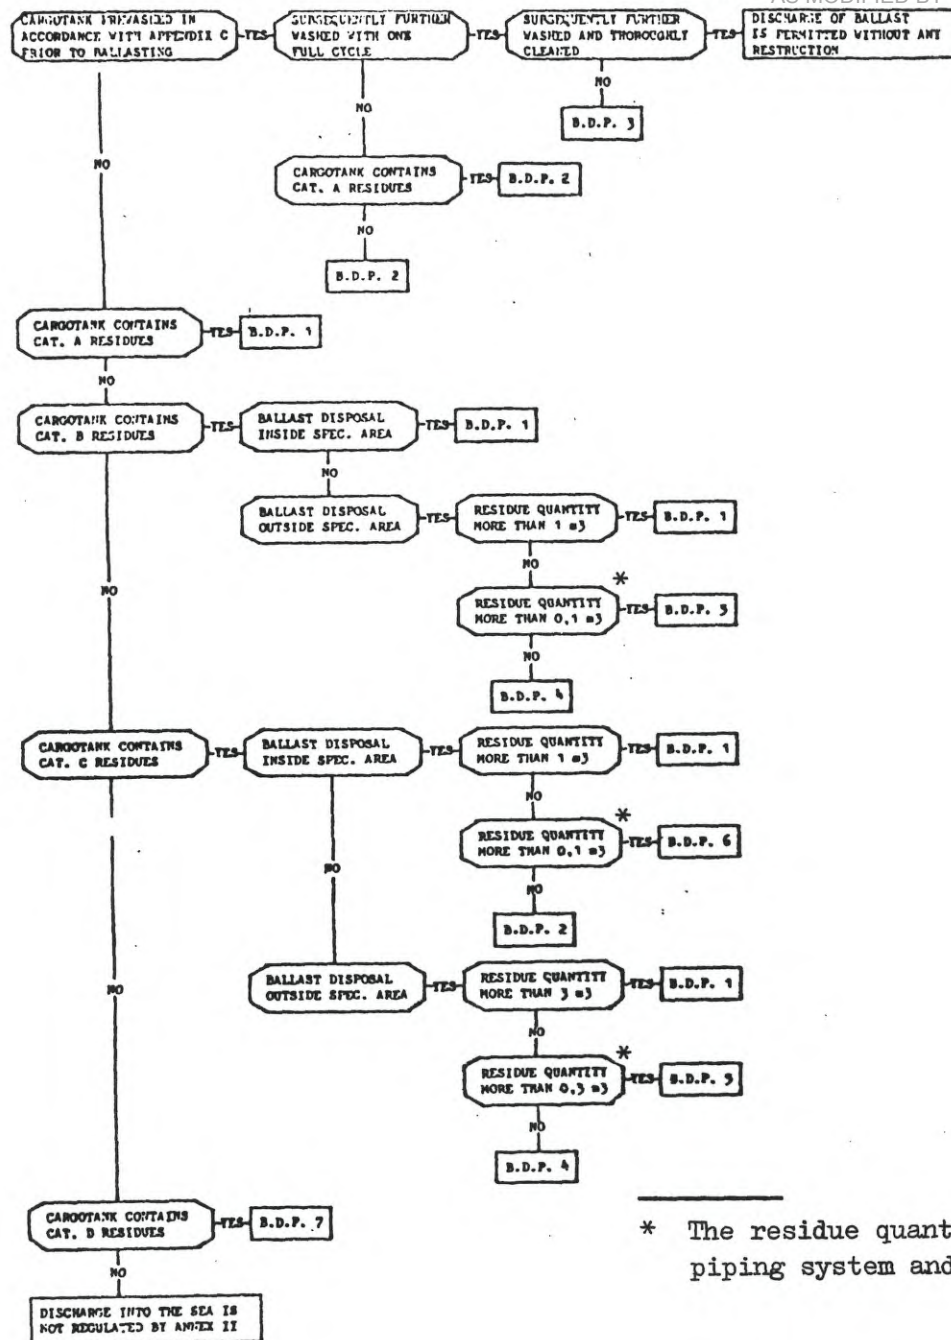 AS MODIFIED BY
CARGOTANK PREWASHED IN
ACCORDANCE WITH APPENDIX C
PRIOR TO BALLASTING
YES
SUBSEQUENTLY FURTHER
WASHED WITH ONE
FULL CYCLE
YES
SUBSEQUENTLY FURTHER
WASHED AND THOROUGHLY
CLEANED
YES
DISCHARGE OF BALLAST
IS PERMITTED WITHOUT ANY
RESTRUCTION
NO
NO
B.D.P. 3
NO
CARGOTANK CONTAINS
CAT. A RESIDUES
YES
B.D.P. 2
NO
B.D.P. 2
CARGOTANK CONTAINS
CAT. A RESIDUES
YES
B.D.P. 1
NO
CARGOTANK CONTAINS
CAT. B RESIDUES
YES
BALLAST DISPOSAL
INSIDE SPEC. AREA
YES
B.D.P. 1
NO
BALLAST DISPOSAL
OUTSIDE SPEC. AREA
YES
RESIDUE QUANTITY
MORE THAN 1 m3
YES
B.D.P. 1
NO
NO
*
RESIDUE QUANTITY
MORE THAN 0,1 m3
YES
B.D.P. 5
NO
B.D.P. 4
CARGOTANK CONTAINS
CAT. C RESIDUES
YES
BALLAST DISPOSAL
INSIDE SPEC. AREA
YES
RESIDUE QUANTITY
MORE THAN 1 m3
YES
B.D.P. 1
NO
*
RESIDUE QUANTITY
MORE THAN 0,1 m3
YES
B.D.P. 6
NO
NO
B.D.P. 2
NO
BALLAST DISPOSAL
OUTSIDE SPEC. AREA
YES
RESIDUE QUANTITY
MORE THAN 3 m3
YES
B.D.P. 1
NO
*
RESIDUE QUANTITY
MORE THAN 0,3 m3
YES
B.D.P. 5
NO
B.D.P. 4
CARGOTANK CONTAINS
CAT. D RESIDUES
YES
B.D.P. 7
NO
DISCHARGE INTO THE SEA IS
NOT REGULATED BY ANNEX II
* The residue quant
piping system and